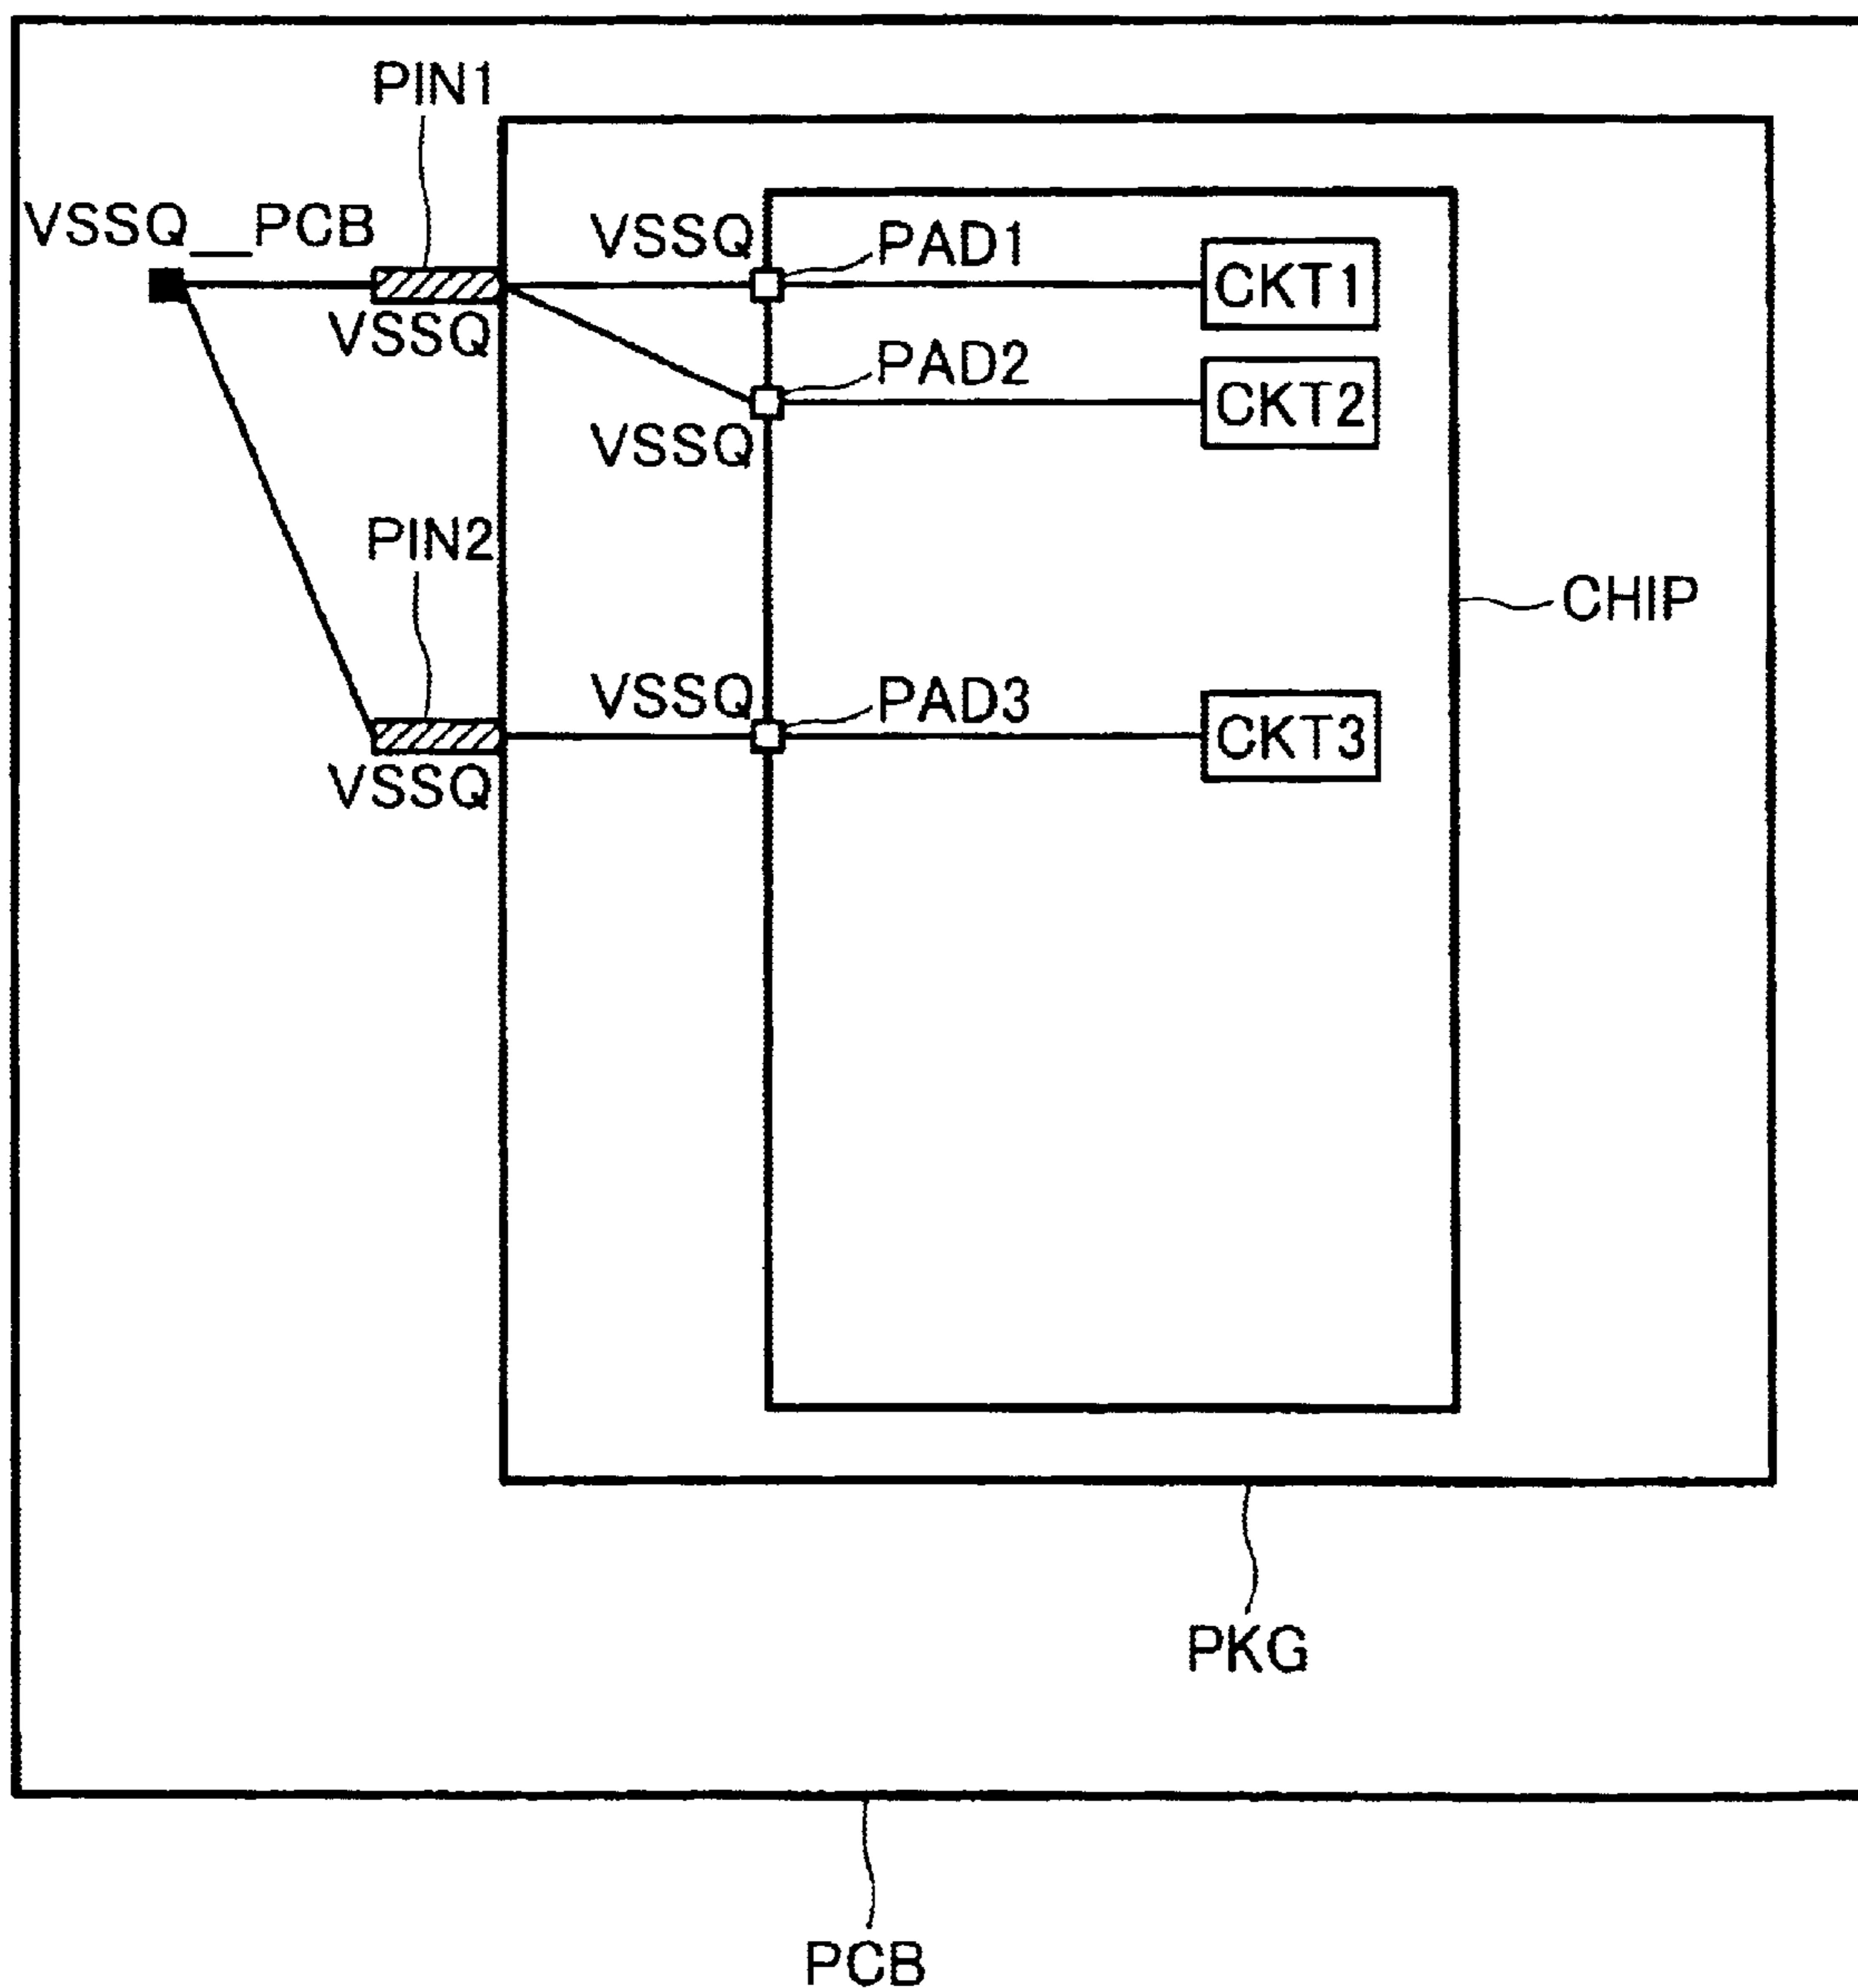 PIN1
VSSQ__PCB
VSSQ
PAD1
CKT1
VSSQ
PAD2
CKT2
VSSQ
PIN2
CHIP
VSSQ
PAD3
CKT3
VSSQ
PKG
PCB